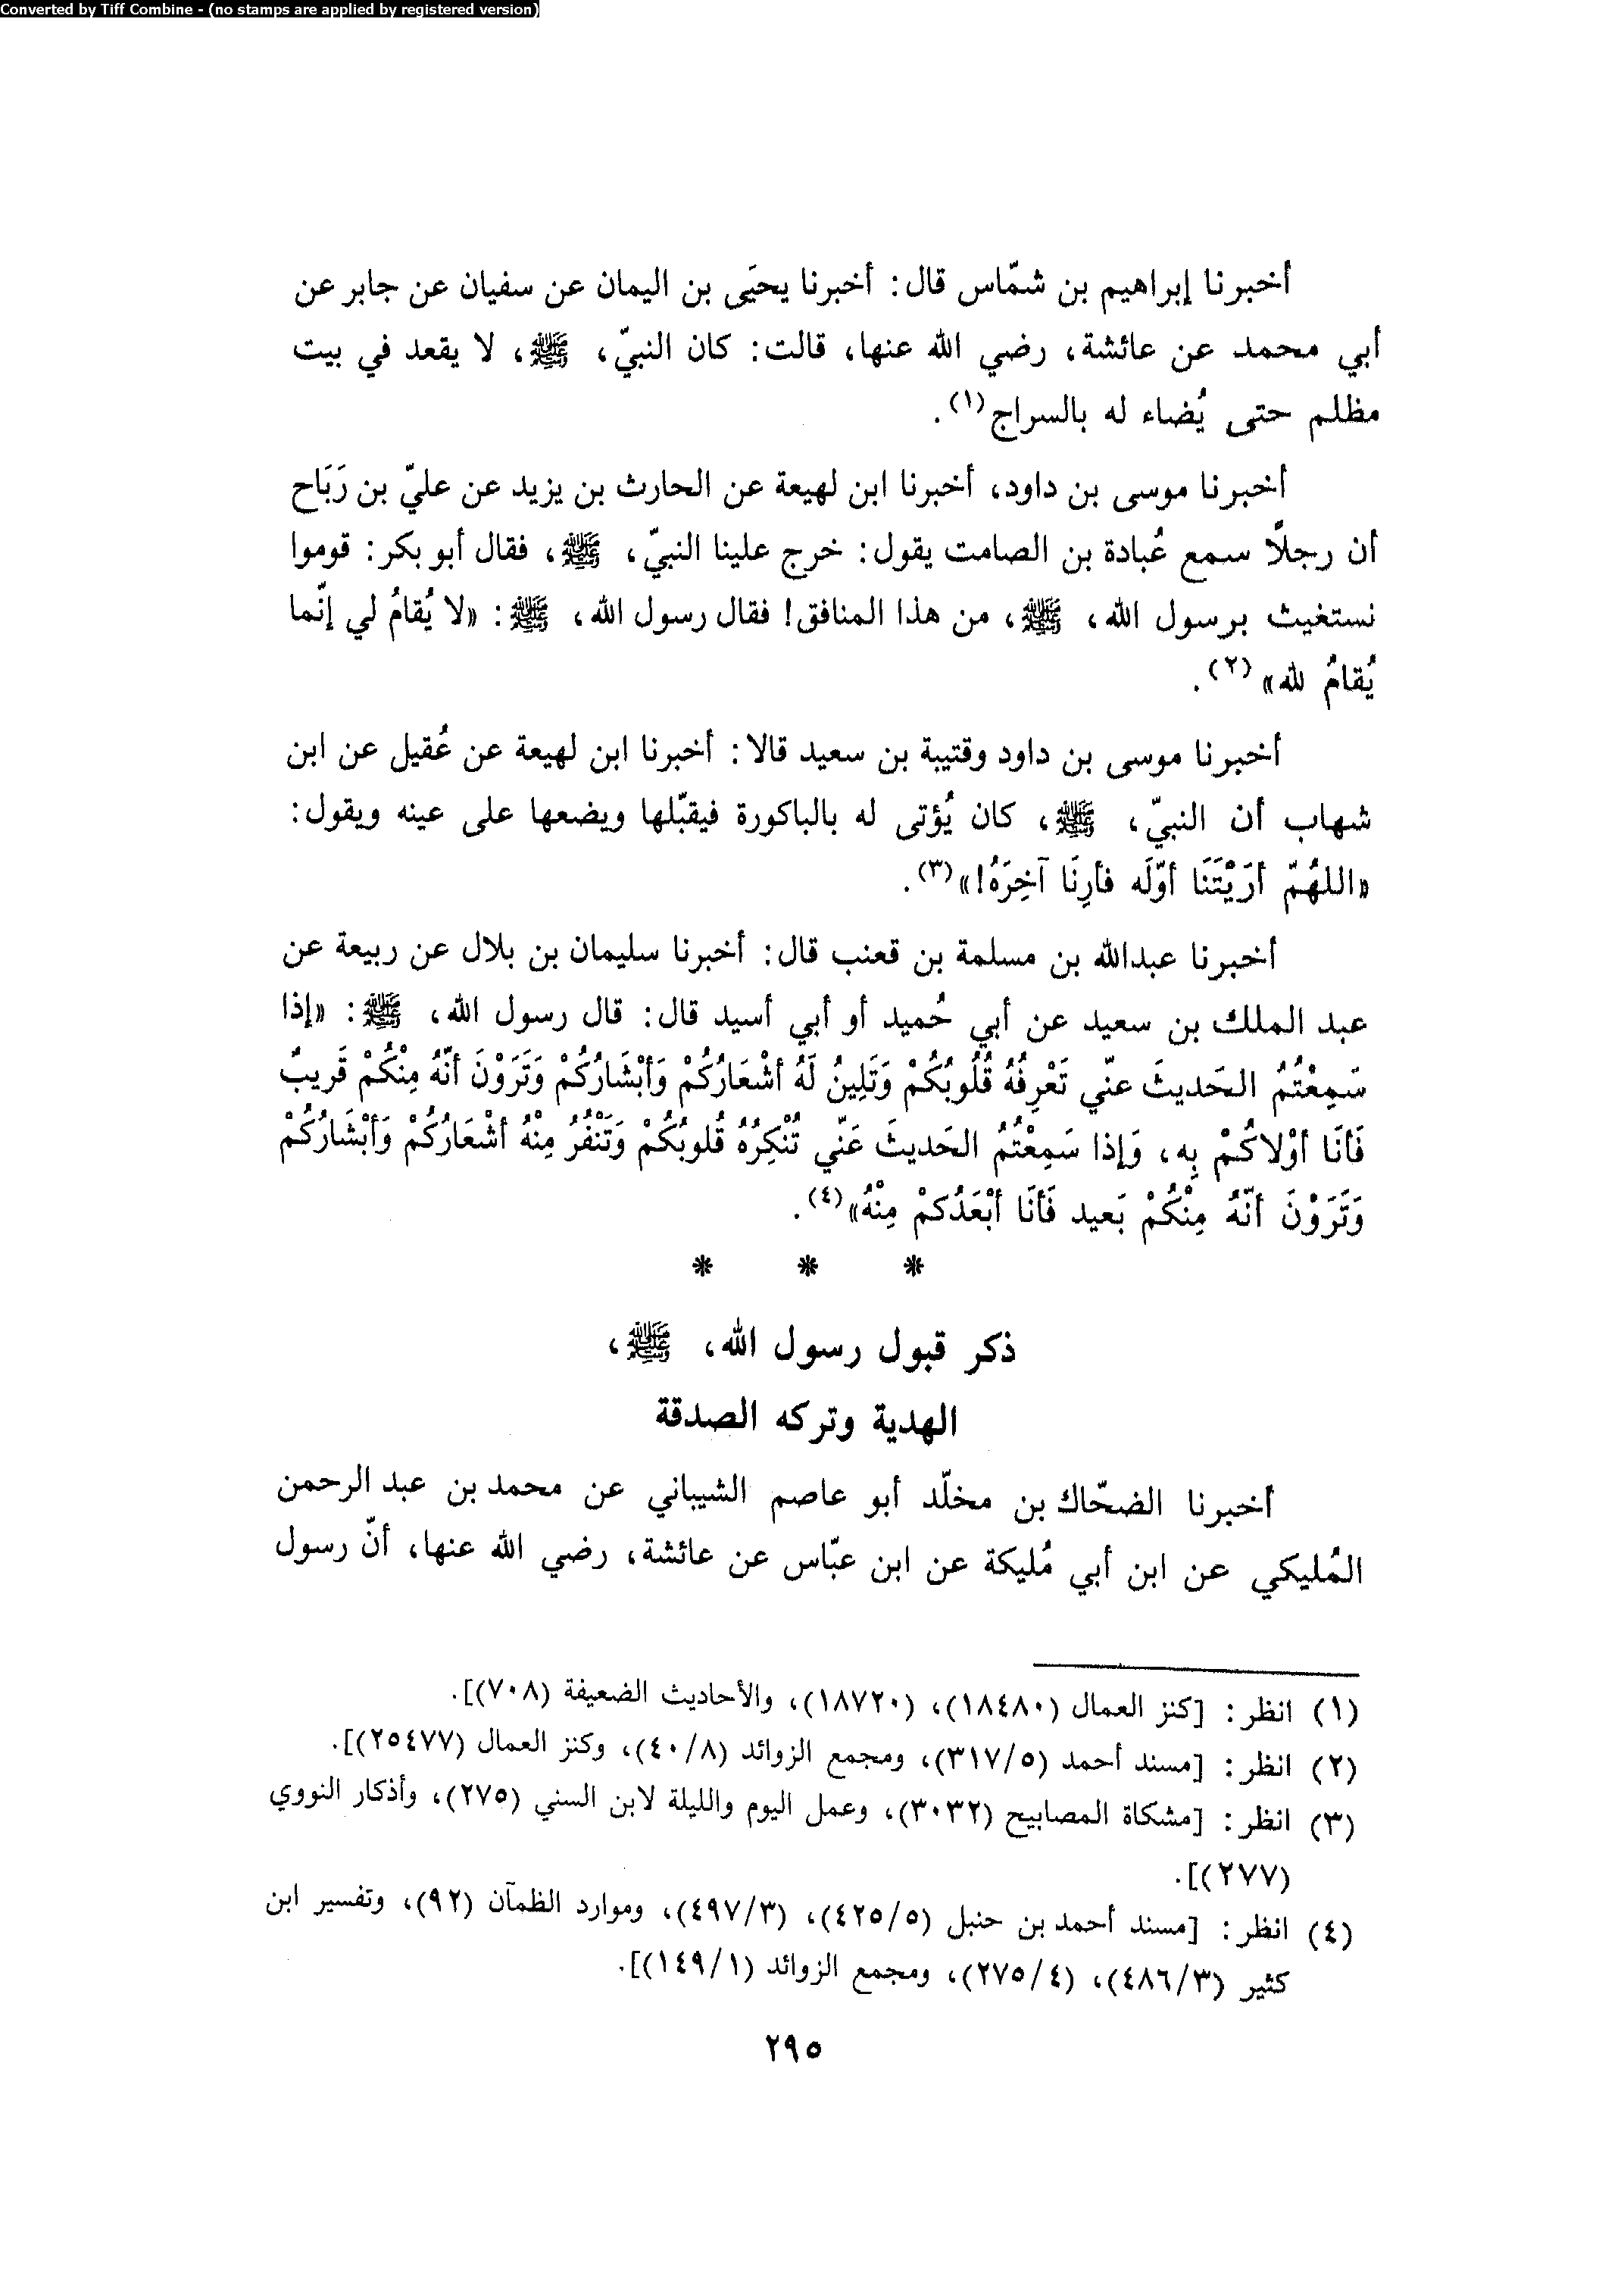 Converted by Tiff Combine - (no stamps are applied by registered version)
أخبرنا إبراهيم بن شمّاس قال: أخبرنا يحيَى بن اليمان عن سفيان عن جابر عن
أبي محمد عن عائشة، رضي الله عنها، قالت: كان النبيّ، ﷺ، لا يقعد في بيت
مظلم حتى يُضاء له بالسراج(١).
أخبرنا موسى بن داود، أخبرنا ابن لهيعة عن الحارث بن يزيد عن عليّ بن رَبَاح
أن رجلاً سمع عُبادة بن الصامت يقول: خرج علينا النبيّ، ﷺ، فقال أبو بكر: قوموا
نستغيث برسول الله، ﷺ، من هذا المنافق! فقال رسول الله، ﷺ: «لا يُقامُ لي إنّما
يُقامُ لله»(٢).
أخبرنا موسى بن داود وقتيبة بن سعيد قالا: أخبرنا ابن لهيعة عن عُقيل عن ابن
شهاب أن النبيّ، ﷺ، كان يُؤتى له بالباكورة فيقبّلها ويضعها على عينه ويقول:
«اللهُمّ أرَيْتَنَا أوّلَه فأرِنَا آخِرَهُ!»(٣).
أخبرنا عبدالله بن مسلمة بن قعنب قال: أخبرنا سليمان بن بلال عن ربيعة عن
عبد الملك بن سعيد عن أبي حُميد أو أبي أسيد قال: قال رسول الله، ﷺ: «إذا
سَمِعْتُمُ الحَديثَ عنّي تَعْرِفُهُ قُلُوبُكُمْ وَتَلِينُ لَهُ أشْعَارُكُمْ وَأبْشَارُكُمْ وَتَرَوْنَ أنّهُ مِنْكُمْ قَريبٌ
فَأنَا أوْلاكُمْ بِه، وَإذا سَمِعْتُمُ الحَديثَ عَنّي تُنْكِرُهُ قُلوبُكُمْ وَتَنْفُرُ مِنْهُ أشْعَارُكُمْ وَأبْشَارُكُمْ
وَتَرَوْنَ أنّهُ مِنْكُمْ بَعيد فَأنَا أبْعَدُكمْ مِنْهُ»(٤).
* * *
ذكر قبول رسول الله، ﷺ،
الهدية وتركه الصدقة
أخبرنا الضحّاك بن مخلّد أبو عاصم الشيباني عن محمد بن عبد الرحمن
المُليكي عن ابن أبي مُليكة عن ابن عبّاس عن عائشة، رضي الله عنها، أنّ رسول
(١) انظر: [كنز العمال (١٨٤٨٠)، (١٨٧٢٠)، والأحاديث الضعيفة (٧٠٨)].
(٢) انظر: [مسند أحمد (٣١٧/٥)، ومجمع الزوائد (٤٠/٨)، وكنز العمال (٢٥٤٧٧)].
(٣) انظر: [مشكاة المصابيح (٣٠٣٢)، وعمل اليوم والليلة لابن السني (٢٧٥)، وأذكار النووي
(٢٧٧)].
(٤) انظر: [مسند أحمد بن حنبل (٤٢٥/٥)، (٤٩٧/٣)، وموارد الظمآن (٩٢)، وتفسير ابن
كثير (٤٨٦/٣)، (٢٧٥/٤)، ومجمع الزوائد (١٤٩/١)].
٢٩٥